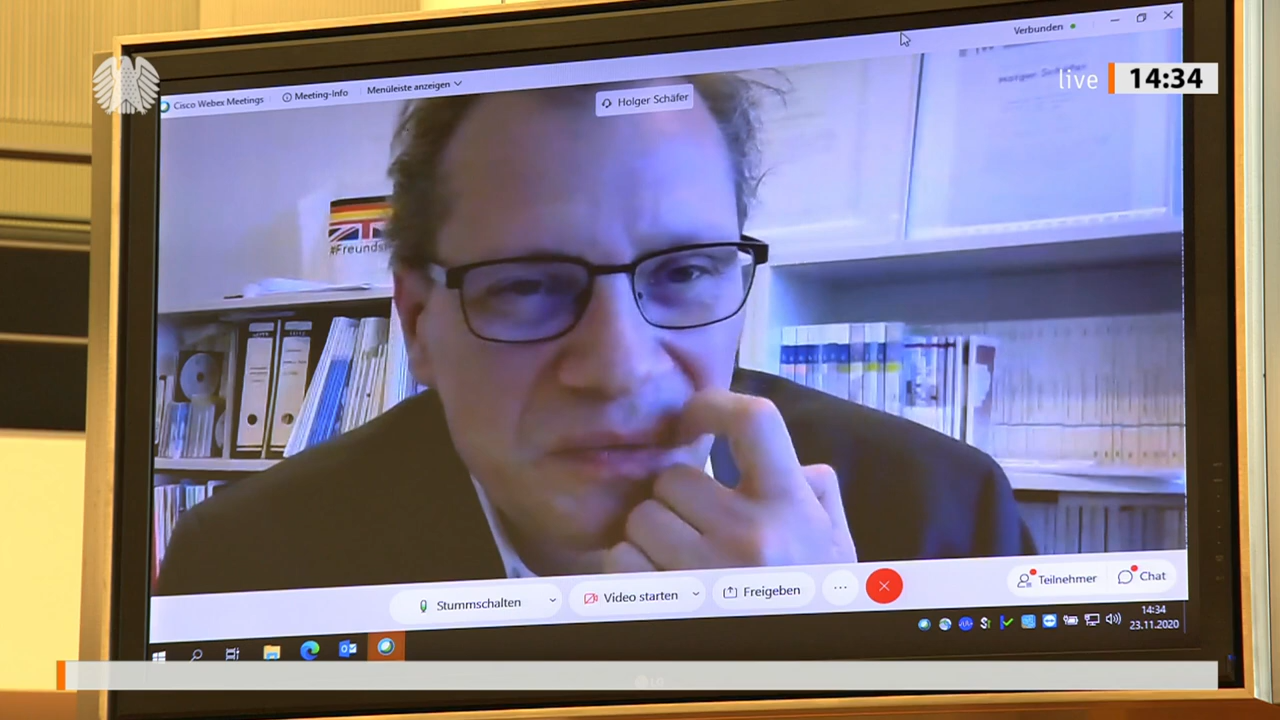 Verbunden
live 14:34
Cisco Webex Meetings
Meeting-Info
Menüleiste anzeigen
Holger Schäfer
#Freunds
Stummschalten
Video starten
Freigeben
Teilnehmer
Chat
14:34
23.11.2020
LG